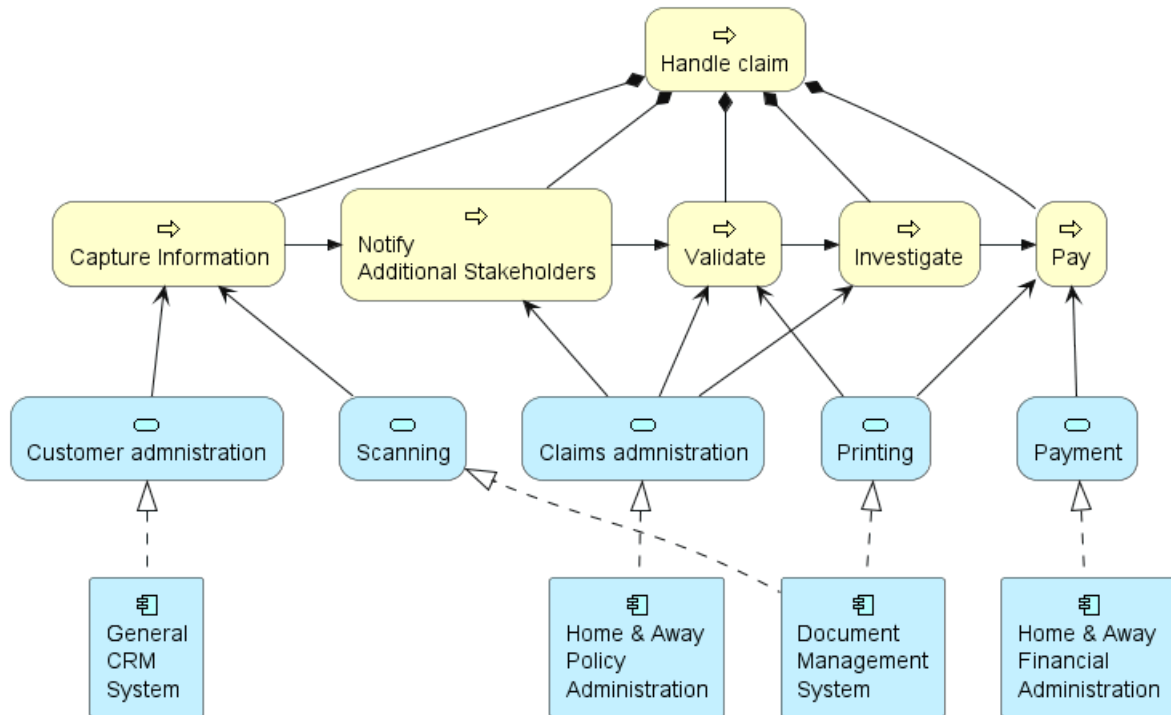 Handle claim
Capture Information
Notify
Additional Stakeholders
Validate
Investigate
Pay
Customer admnistration
Scanning
Claims admnistration
Printing
Payment
General
CRM
System
Home & Away
Policy
Administration
Document
Management
System
Home & Away
Financial
Administration